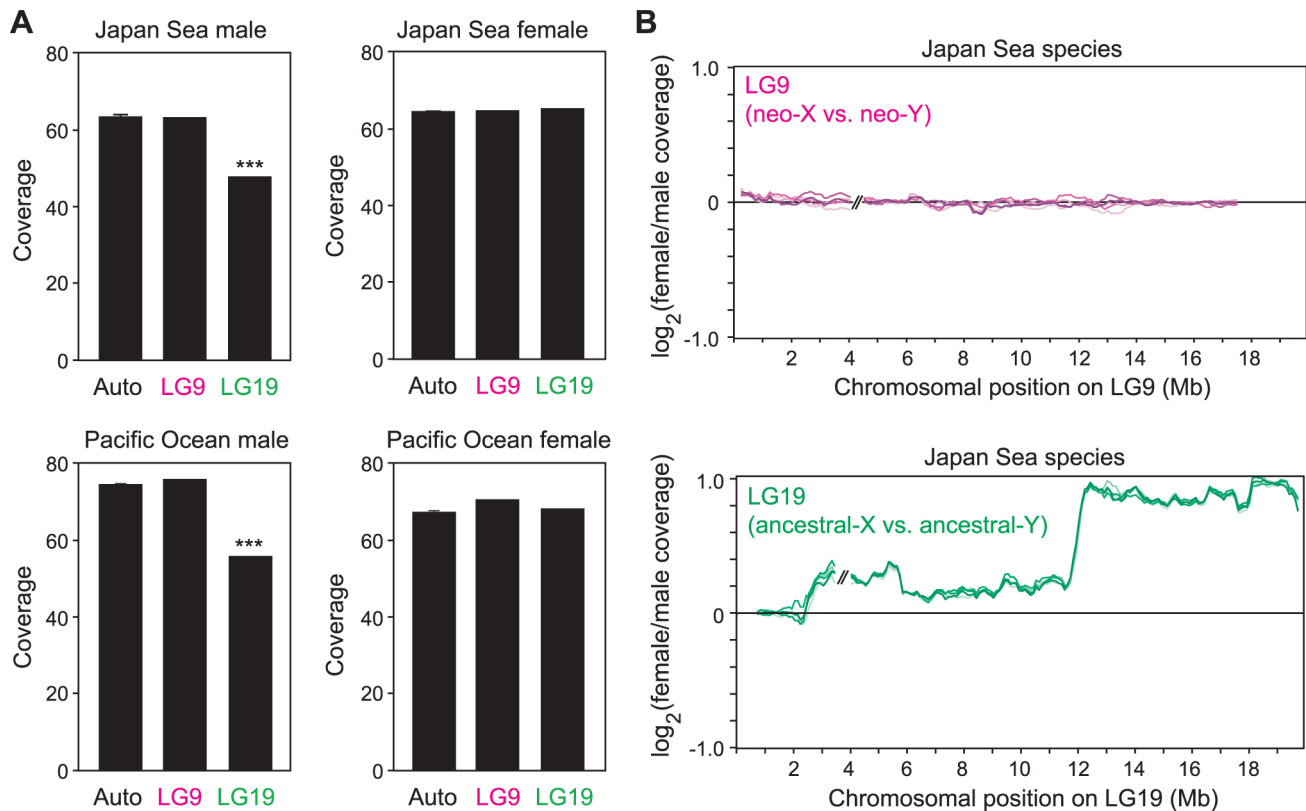 A
Japan Sea male
80
60
40
20
0
Coverage
***
Auto LG9 LG19
Japan Sea female
80
60
40
20
0
Coverage
Auto LG9 LG19
Pacific Ocean male
80
60
40
20
0
Coverage
***
Auto LG9 LG19
Pacific Ocean female
80
60
40
20
0
Coverage
Auto LG9 LG19
B
Japan Sea species
LG9
(neo-X vs. neo-Y)
1.0
0
-1.0
log₂(female/male coverage)
//
2 4 6 8 10 12 14 16 18
Chromosomal position on LG9 (Mb)
Japan Sea species
LG19
(ancestral-X vs. ancestral-Y)
1.0
0
-1.0
log₂(female/male coverage)
//
2 4 6 8 10 12 14 16 18
Chromosomal position on LG19 (Mb)